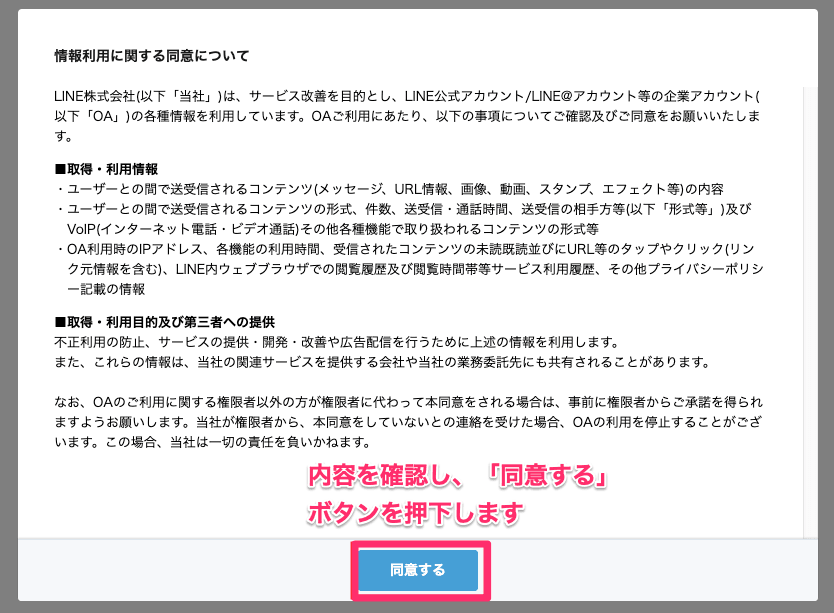 情報利用に関する同意について
LINE株式会社(以下「当社」)は、サービス改善を目的とし、LINE公式アカウント/LINE@アカウント等の企業アカウント(
以下「OA」)の各種情報を利用しています。OAご利用にあたり、以下の事項についてご確認及びご同意をお願いいたしま
す。
■取得・利用情報
・ユーザーとの間で送受信されるコンテンツ(メッセージ、URL情報、画像、動画、スタンプ、エフェクト等)の内容
・ユーザーとの間で送受信されるコンテンツの形式、件数、送受信・通話時間、送受信の相手方等(以下「形式等」)及び
VoIP(インターネット電話・ビデオ通話)その他各種機能で取り扱われるコンテンツの形式等
・OA利用時のIPアドレス、各機能の利用時間、受信されたコンテンツの未読既読並びにURL等のタップやクリック(リン
ク元情報を含む)、LINE内ウェブブラウザでの閲覧履歴及び閲覧時間帯等サービス利用履歴、その他プライバシーポリシ
ー記載の情報
■取得・利用目的及び第三者への提供
不正利用の防止、サービスの提供・開発・改善や広告配信を行うために上述の情報を利用します。
また、これらの情報は、当社の関連サービスを提供する会社や当社の業務委託先にも共有されることがあります。
なお、OAのご利用に関する権限者以外の方が権限者に代わって本同意をされる場合は、事前に権限者からご承諾を得られ
ますようお願いします。当社が権限者から、本同意をしていないとの連絡を受けた場合、OAの利用を停止することがござ
います。この場合、当社は一切の責任を負いかねます。
内容を確認し、「同意する」
ボタンを押下します
同意する